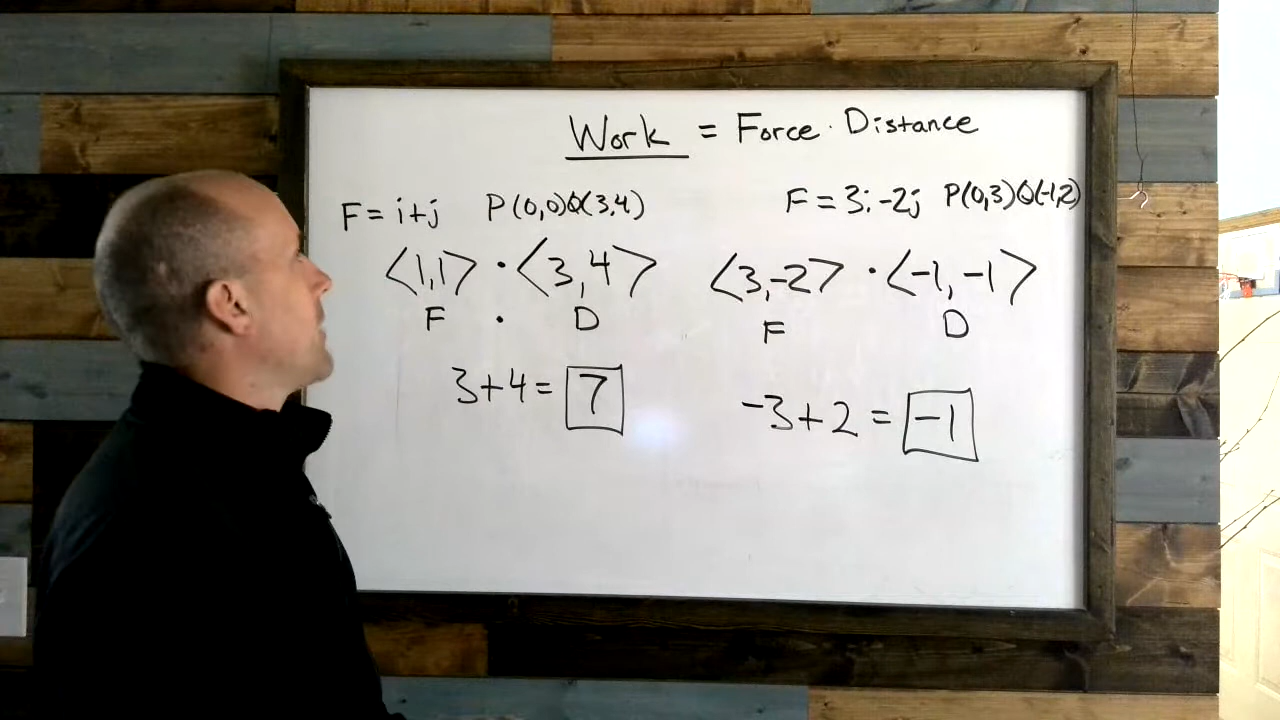 Work = Force · Distance
F = i+j P(0,0)Q(3,4)
<1,1> · <3,4>
F · D
3+4 = 7
F = 3i-2j P(0,3)Q(-1,2)
<3,-2> · <-1,-1>
F D
-3+2 = -1